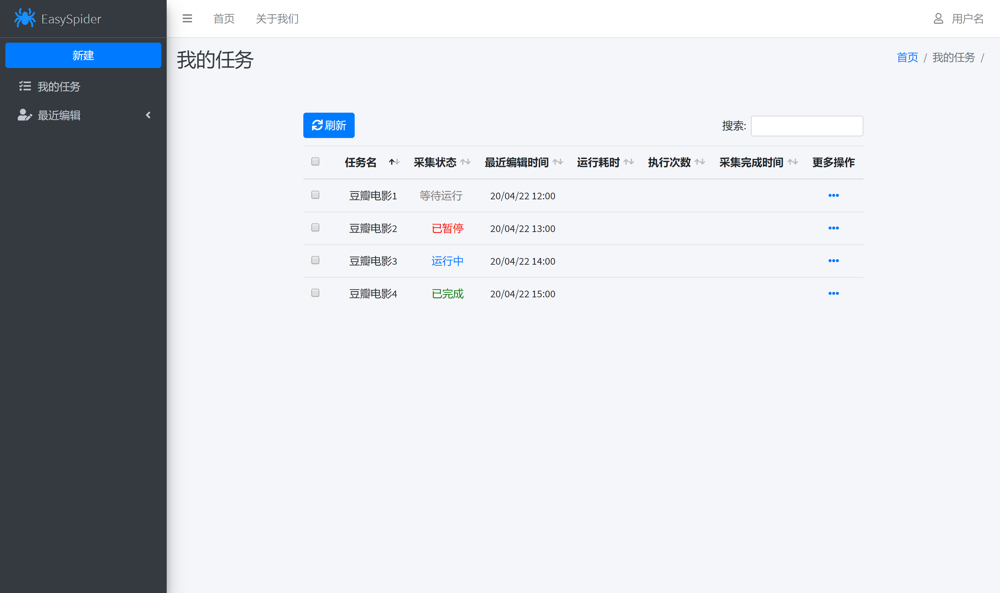 EasySpider
首页 关于我们 用户名
新建
我的任务
最近编辑
我的任务
首页 / 我的任务 /
刷新 搜索:
任务名 采集状态 最近编辑时间 运行耗时 执行次数 采集完成时间 更多操作
豆瓣电影1 等待运行 20/04/22 12:00
豆瓣电影2 已暂停 20/04/22 13:00
豆瓣电影3 运行中 20/04/22 14:00
豆瓣电影4 已完成 20/04/22 15:00